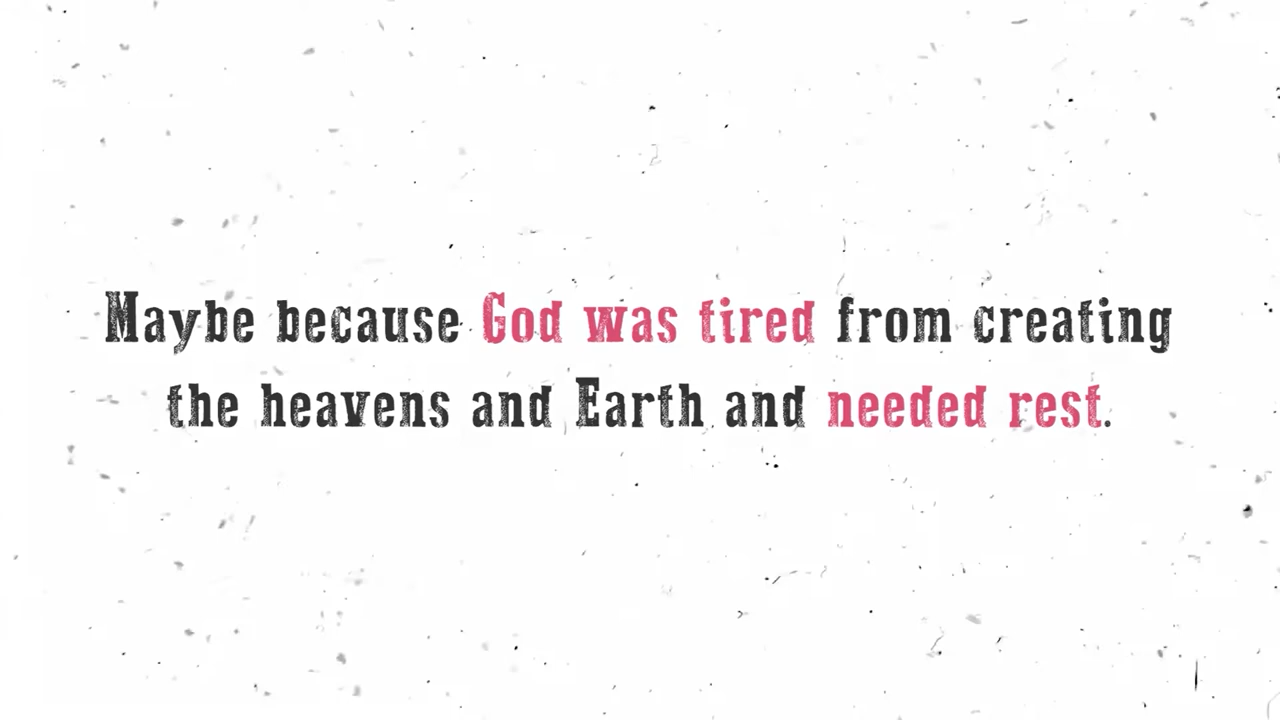 Maybe because God was tired from creating
the heavens and Earth and needed rest.